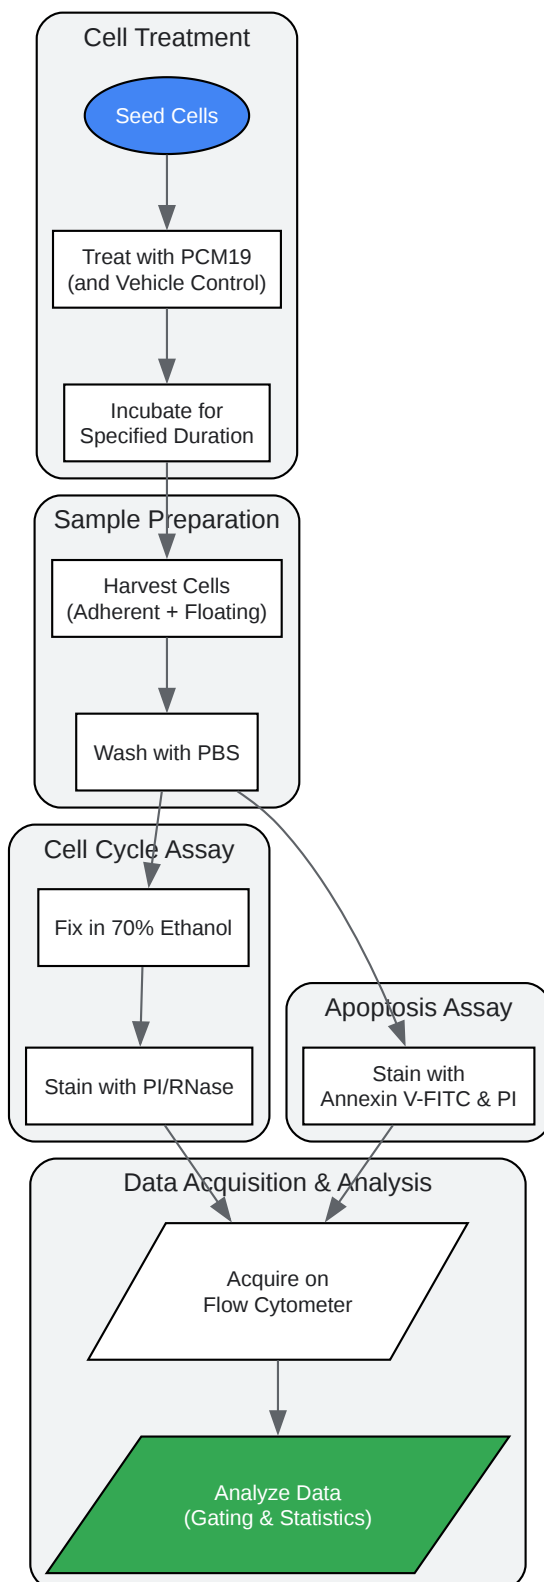 Cell Treatment
Seed Cells
Treat with PCM19
(and Vehicle Control)
Incubate for
Specified Duration
Sample Preparation
Harvest Cells
(Adherent + Floating)
Wash with PBS
Cell Cycle Assay
Fix in 70% Ethanol
Stain with PI/RNase
Apoptosis Assay
Stain with
Annexin V-FITC & PI
Data Acquisition & Analysis
Acquire on
Flow Cytometer
Analyze Data
(Gating & Statistics)